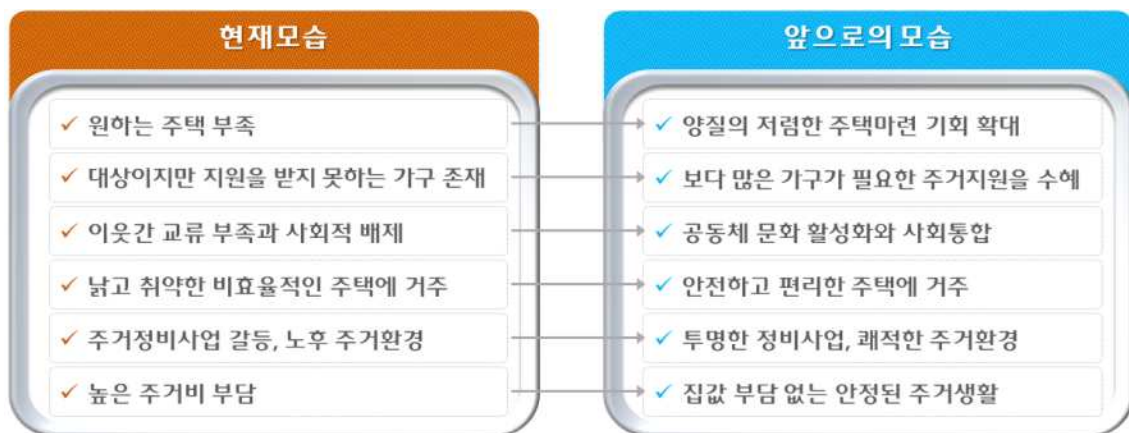 현재모습
앞으로의 모습
원하는 주택 부족
양질의 저렴한 주택마련 기회 확대
대상이지만 지원을 받지 못하는 가구 존재
보다 많은 가구가 필요한 주거지원을 수혜
이웃간 교류 부족과 사회적 배제
공동체 문화 활성화와 사회통합
낡고 취약한 비효율적인 주택에 거주
안전하고 편리한 주택에 거주
주거정비사업 갈등, 노후 주거환경
투명한 정비사업, 쾌적한 주거환경
높은 주거비 부담
집값 부담 없는 안정된 주거생활